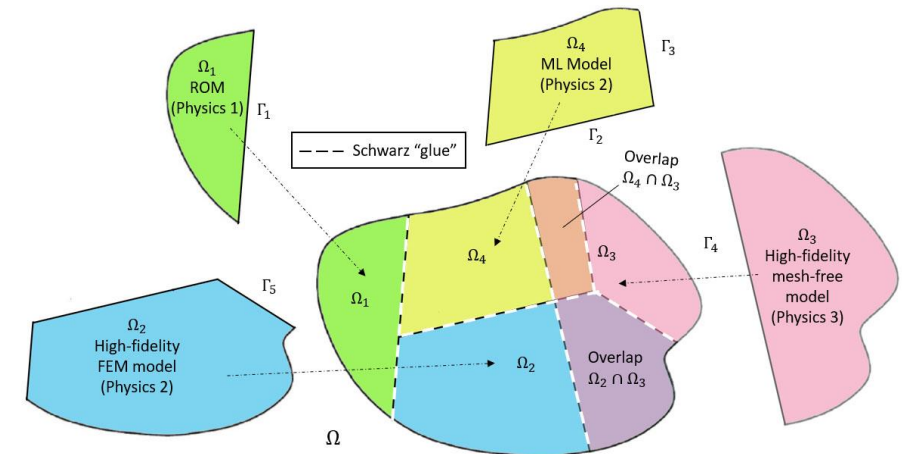 Ω₁
ROM
(Physics 1)
Γ₁
Ω₄
ML Model
(Physics 2)
Γ₃
Γ₂
Schwarz “glue”
Overlap
Ω₄ ∩ Ω₃
Ω₃
High-fidelity
mesh-free
model
(Physics 3)
Γ₄
Ω₂
High-fidelity
FEM model
(Physics 2)
Γ₅
Ω₁
Ω₄
Ω₃
Ω₂
Overlap
Ω₂ ∩ Ω₃
Ω